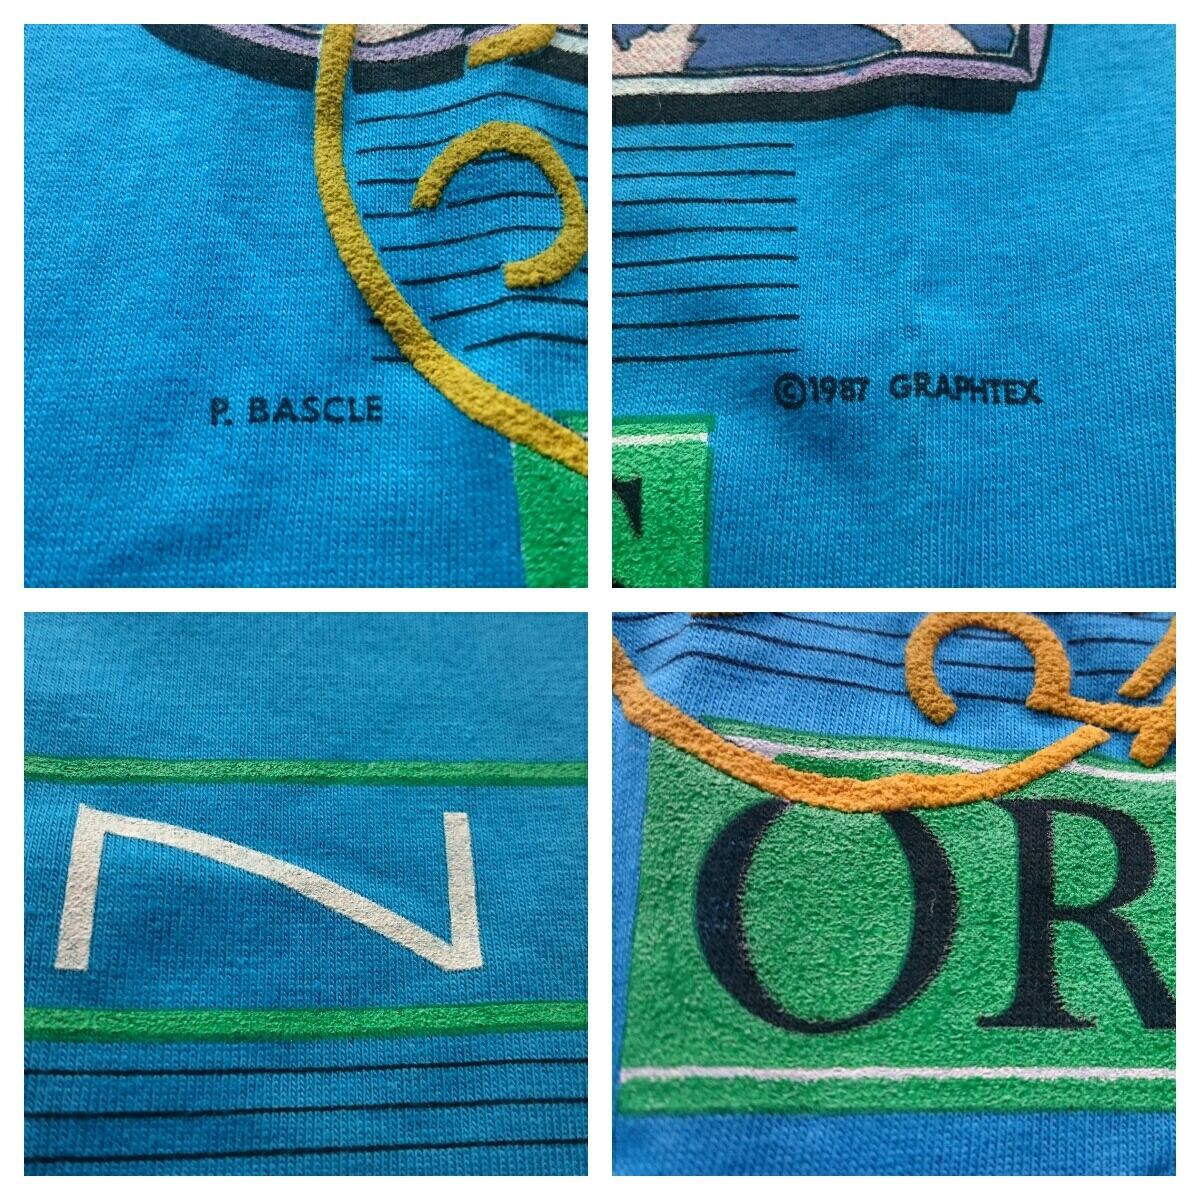 P. BASCLE
©1987 GRAPHTEX
N
OR